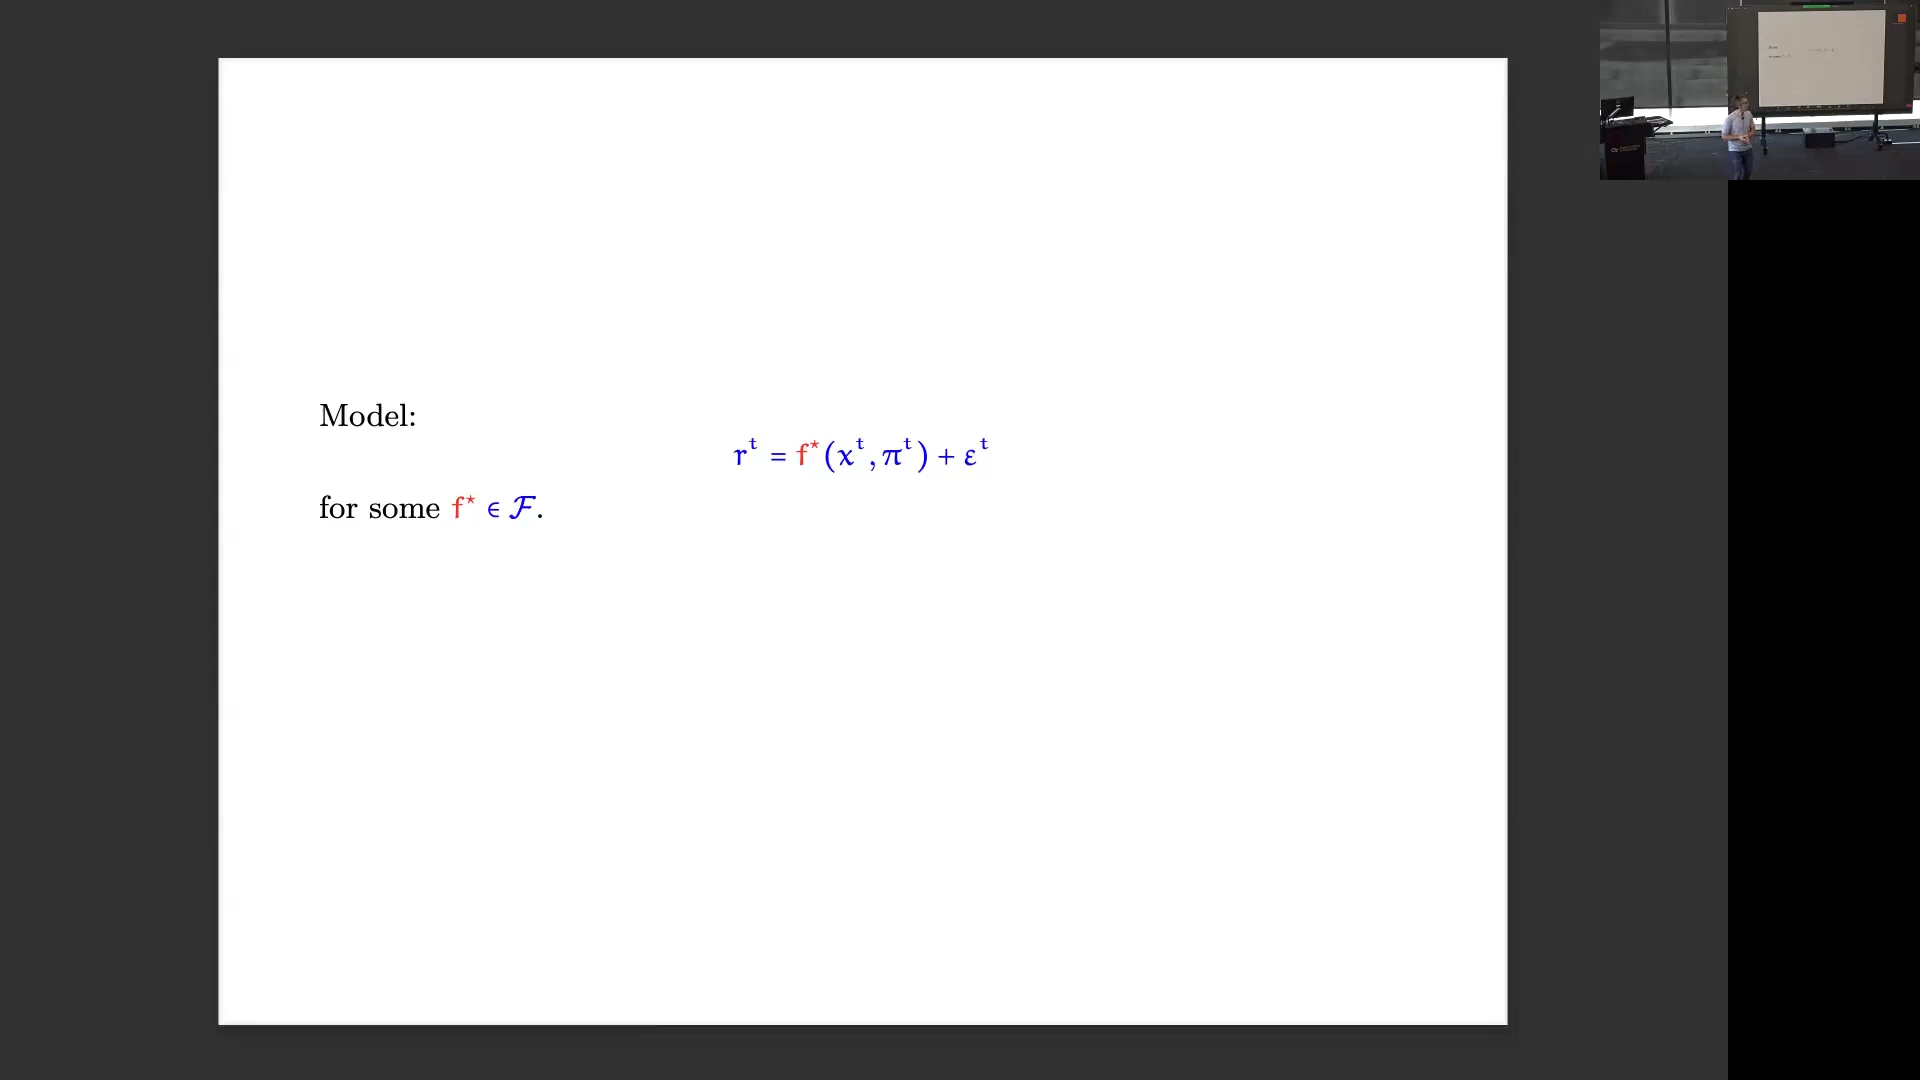 Model:
r^t = f^⋆(x^t, π^t) + ε^t
for some f^⋆ ∈ 𝓕.